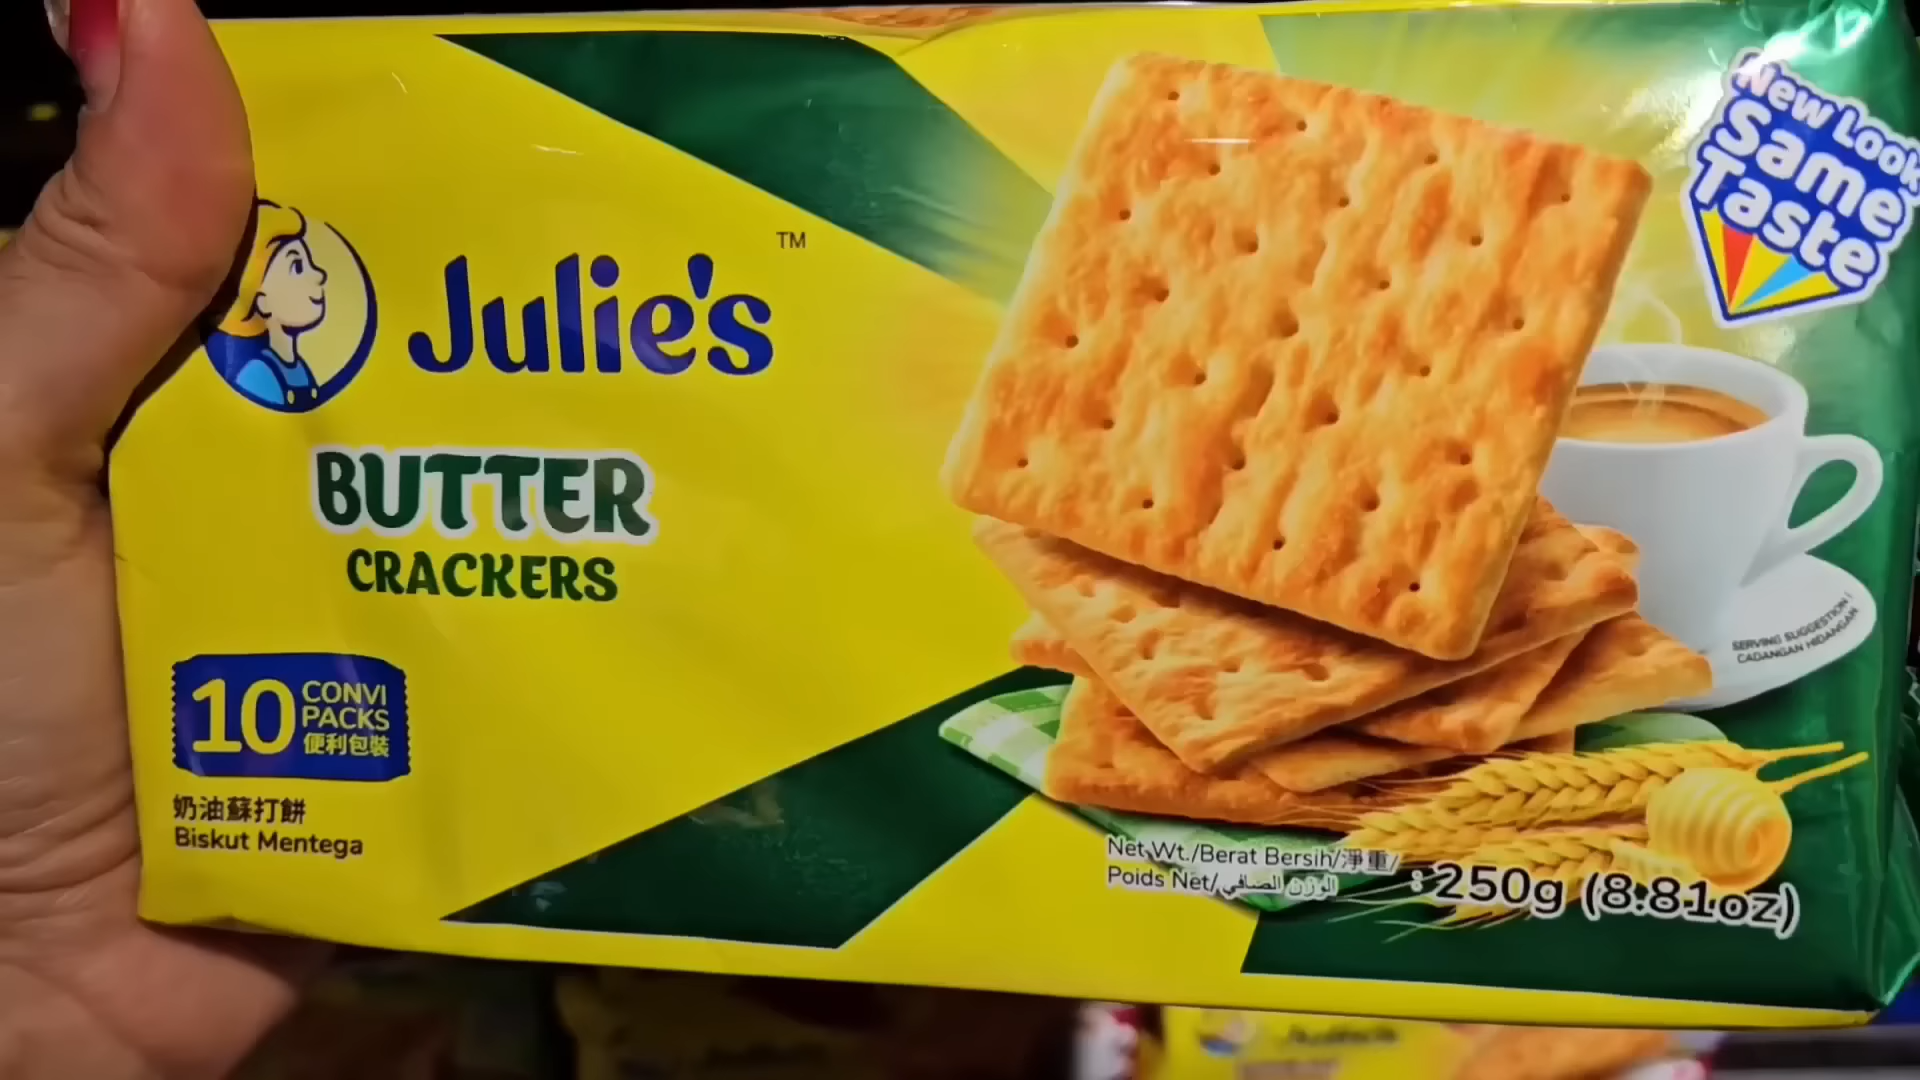 New Look
Same
Taste
Julie's™
BUTTER
CRACKERS
10 CONVI
PACKS
便利包裝
奶油蘇打餅
Biskut Mentega
SERVING SUGGESTION /
CADANGAN HIDANGAN
Net Wt./Berat Bersih/淨重/
Poids Net/الوزن الصافي : 250g (8.81oz)